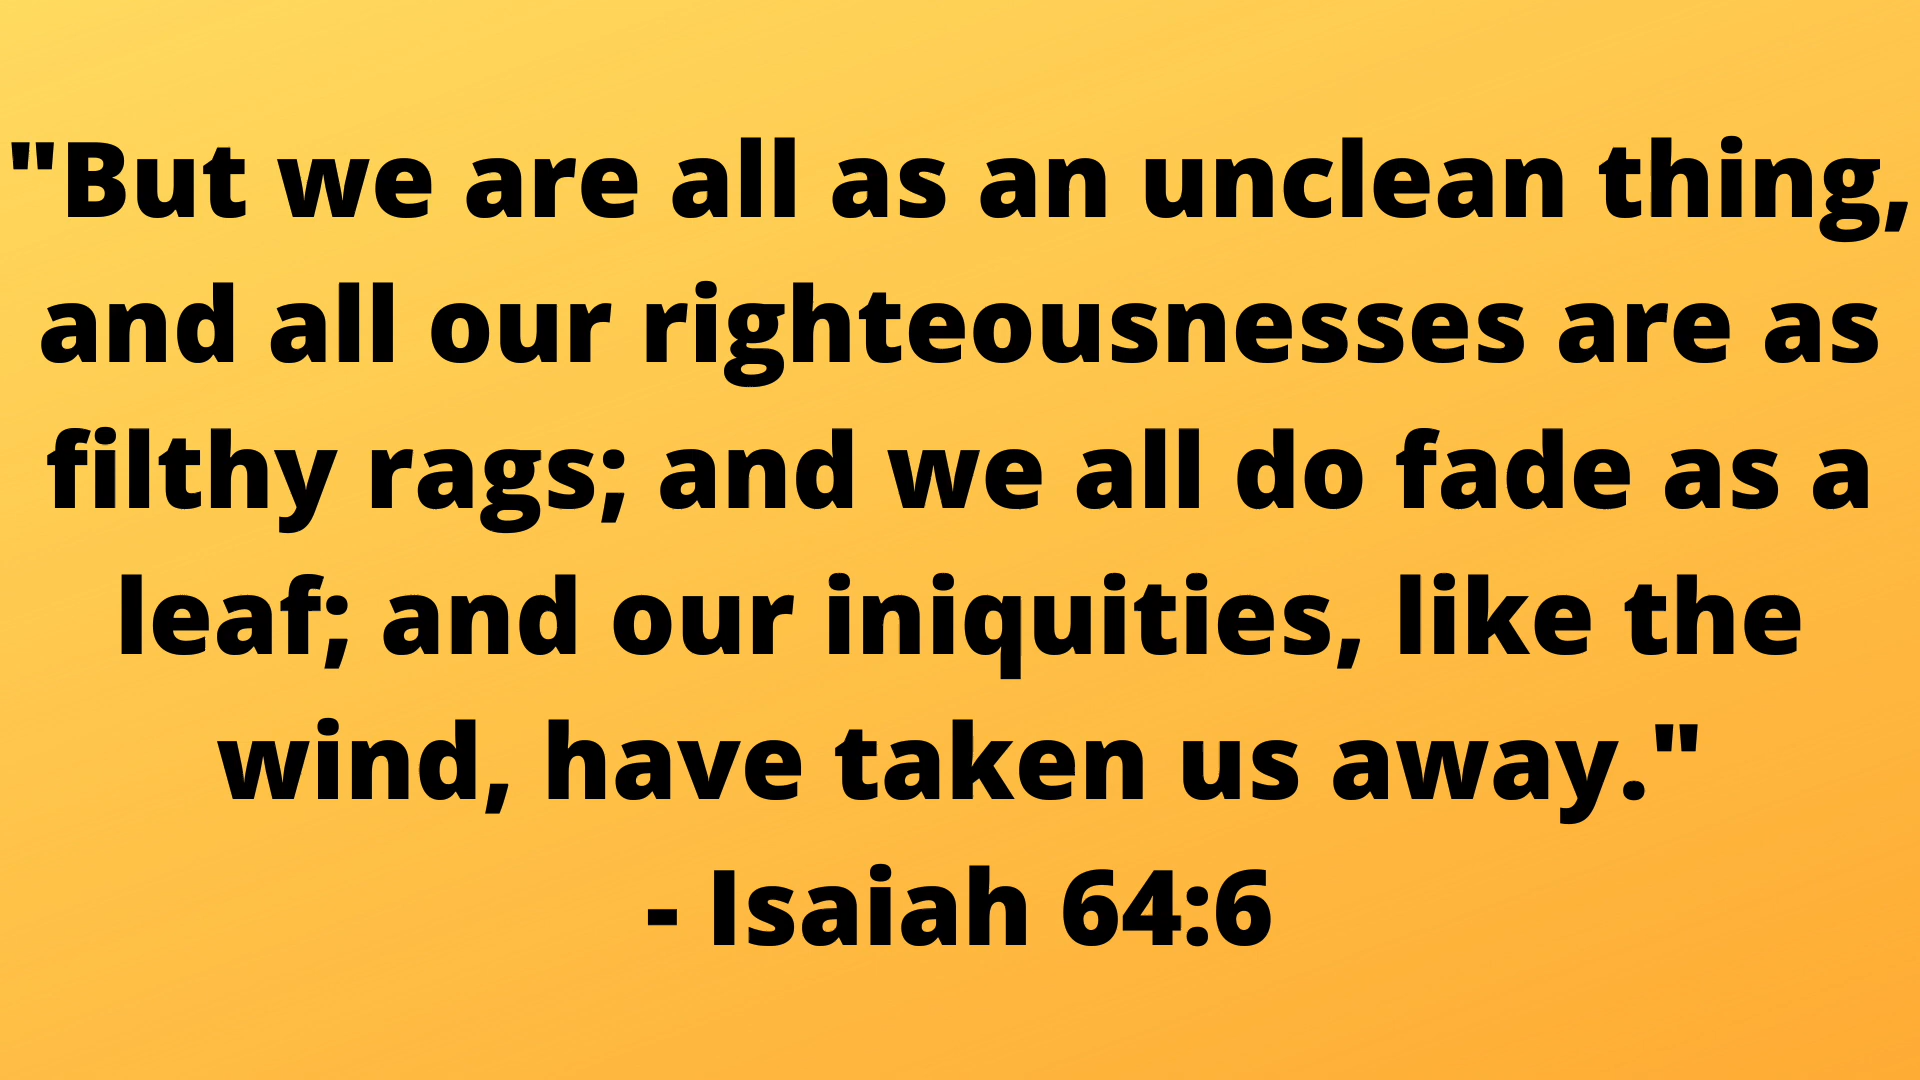 "But we are all as an unclean thing,
and all our righteousnesses are as
filthy rags; and we all do fade as a
leaf; and our iniquities, like the
wind, have taken us away."
- Isaiah 64:6